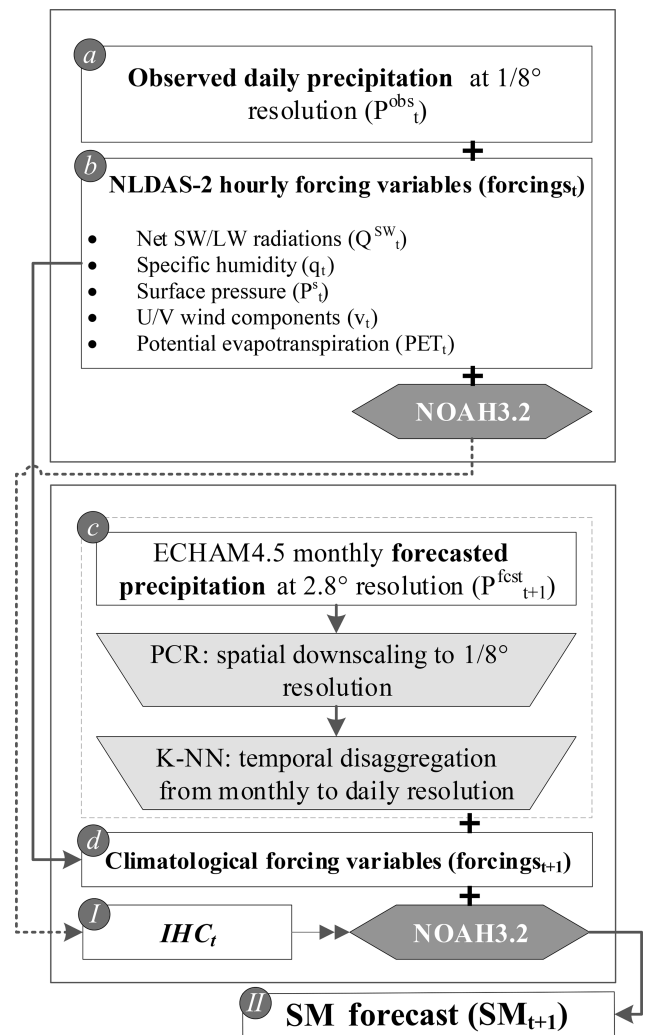 a
Observed daily precipitation at 1/8°
resolution (P^obs_t)
+
b
NLDAS-2 hourly forcing variables (forcings_t)
• Net SW/LW radiations (Q^SW_t)
• Specific humidity (q_t)
• Surface pressure (P^s_t)
• U/V wind components (v_t)
• Potential evapotranspiration (PET_t)
+
NOAH3.2
c
ECHAM4.5 monthly forecasted
precipitation at 2.8° resolution (P^fcst_t+1)
PCR: spatial downscaling to 1/8°
resolution
K-NN: temporal disaggregation
from monthly to daily resolution
+
d
Climatological forcing variables (forcings_t+1)
+
I
IHC_t
NOAH3.2
II
SM forecast (SM_t+1)